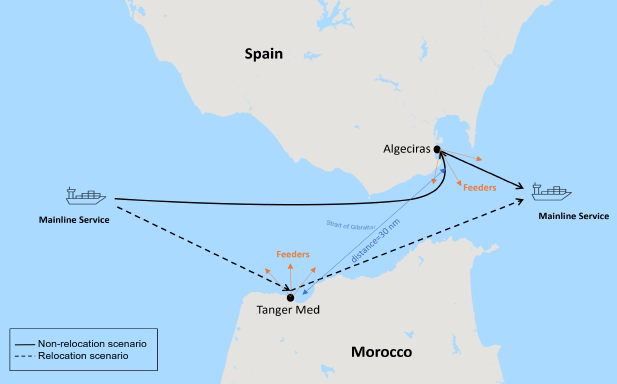 Spain
Algeciras
Feeders
Mainline Service
Mainline Service
Strait of Gibraltar
distance=30 nm
Feeders
Tanger Med
Morocco
Non-relocation scenario
Relocation scenario